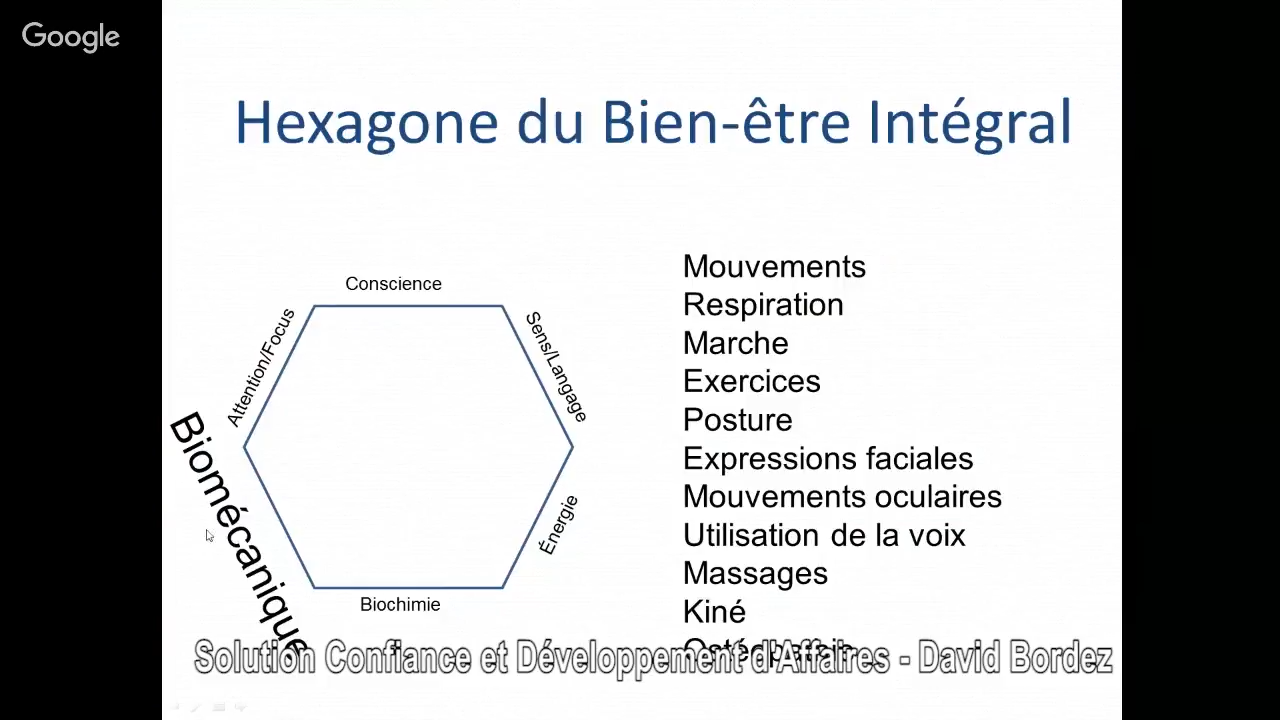 Google
Hexagone du Bien-être Intégral
Conscience
Attention/Focus
Sens/Langage
Biomécanique
Énergie
Biochimie
Mouvements
Respiration
Marche
Exercices
Posture
Expressions faciales
Mouvements oculaires
Utilisation de la voix
Massages
Kiné
Solution Confiance et Développement d'Affaires - David Bordez